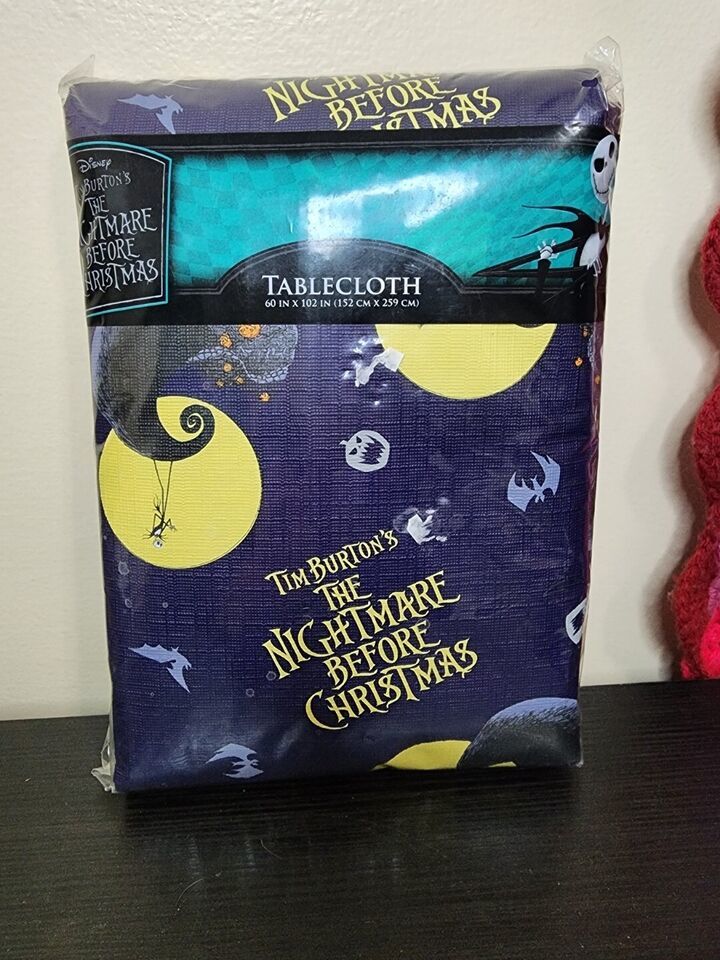 NIGHTMARE
BEFORE
CHRISTMAS
Disney
TIM BURTON'S
THE
NIGHTMARE
BEFORE
CHRISTMAS
TABLECLOTH
60 IN X 102 IN (152 CM X 259 CM)
TIM BURTON'S
THE
NIGHTMARE
BEFORE
CHRISTMAS